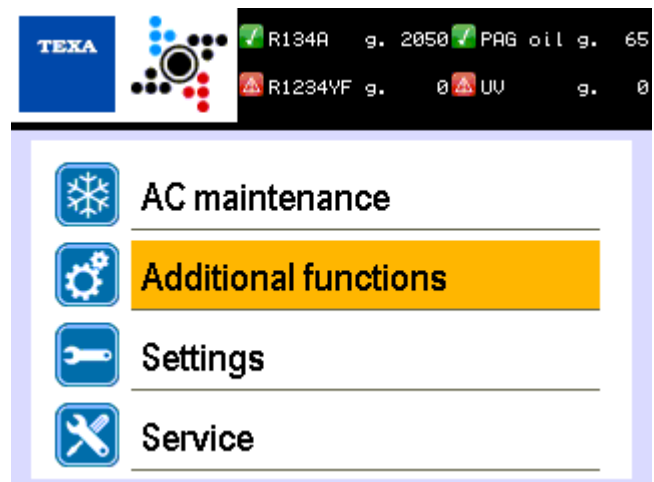 TEXA
R134A g. 2050 PAG oil g. 65
R1234YF g. 0 UV g. 0
AC maintenance
Additional functions
Settings
Service